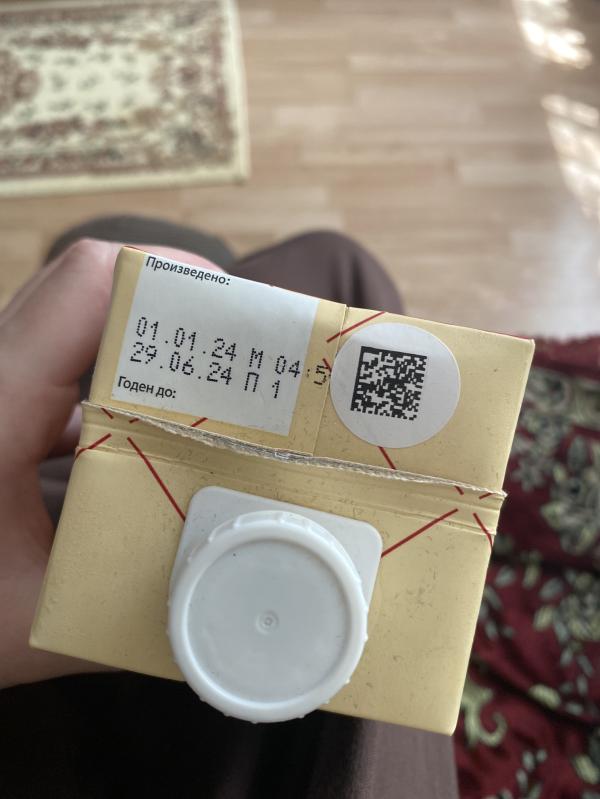 Произведено:
01.01.24 М 04:5
29.06.24 П 1
Годен до: